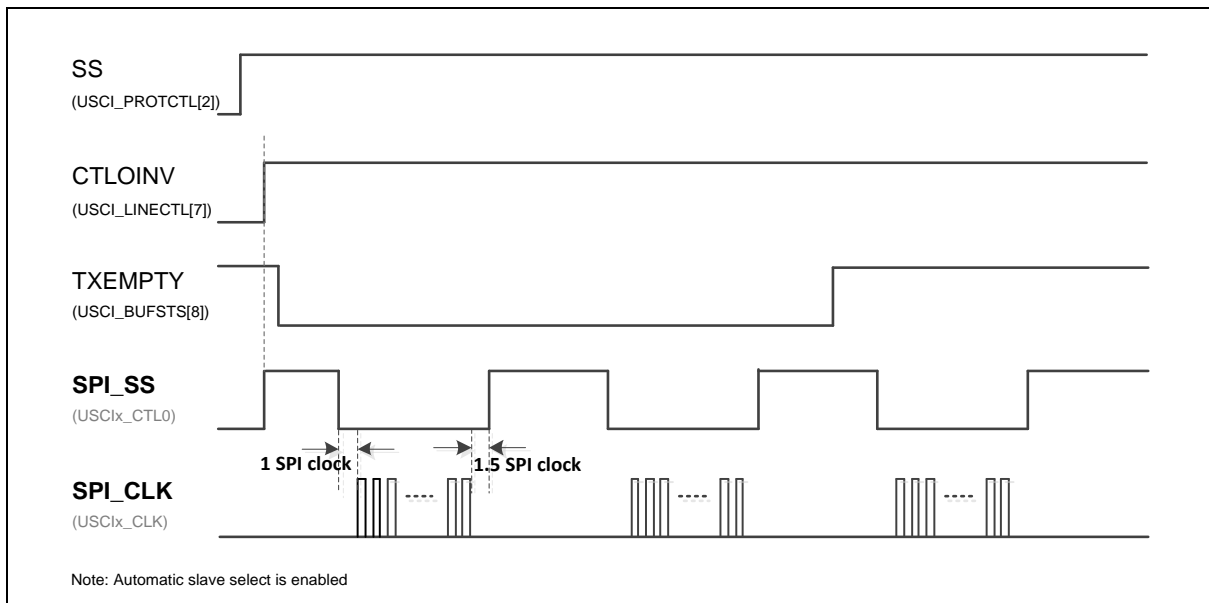 SS
(USCI_PROTCTL[2])
CTLOINV
(USCI_LINECTL[7])
TXEMPTY
(USCI_BUFSTS[8])
SPI_SS
(USCIx_CTL0)
1 SPI clock
1.5 SPI clock
SPI_CLK
(USCIx_CLK)
Note: Automatic slave select is enabled